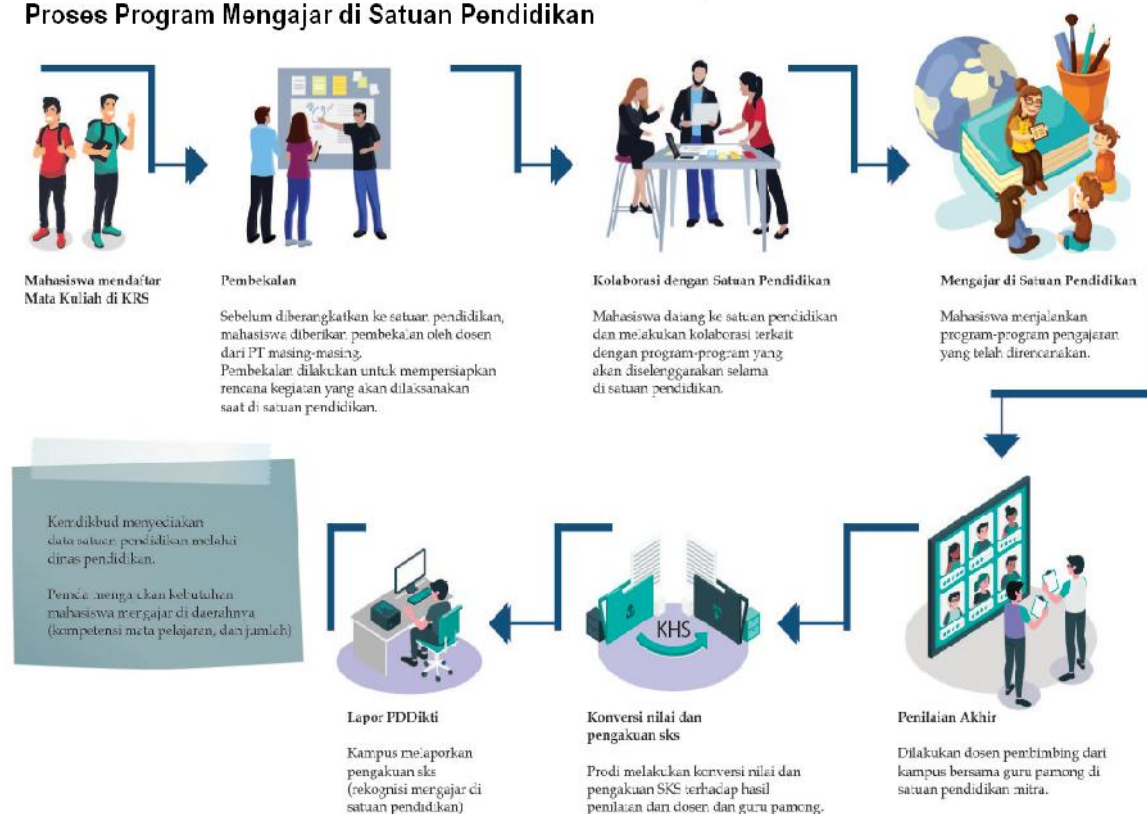 Proses Program Mengajar di Satuan Pendidikan
Mahasiswa mendaftar
Mata Kuliah di KRS
Pembekalan
Sebelum diberangkatkan ke satuan pendidikan,
mahasiswa diberikan pembekalan oleh dosen
dari PT masing-masing.
Pembekalan dilakukan untuk mempersiapkan
rencana kegiatan yang akan dilaksanakan
saat di satuan pendidikan.
Kolaborasi dengan Satuan Pendidikan
Mahasiswa datang ke satuan pendidikan
dan melakukan kolaborasi terkait
dengan program-program yang
akan diselenggarakan selama
di satuan pendidikan.
Mengajar di Satuan Pendidikan
Mahasiswa menjalankan
program-program pengajaran
yang telah direncanakan.
Kemdikbud menyediakan
data satuan pendidikan melalui
dinas pendidikan.
Pemda mengajukan kebutuhan
mahasiswa mengajar di daerahnya
(kompetensi mata pelajaran, dan jumlah)
Lapor PDDikti
Kampus melaporkan
pengakuan sks
(rekognisi mengajar di
satuan pendidikan)
KHS
Konversi nilai dan
pengakuan sks
Prodi melakukan konversi nilai dan
pengakuan SKS terhadap hasil
penilaian dari dosen dan guru pamong.
Penilaian Akhir
Dilakukan dosen pembimbing dari
kampus bersama guru pamong di
satuan pendidikan mitra.